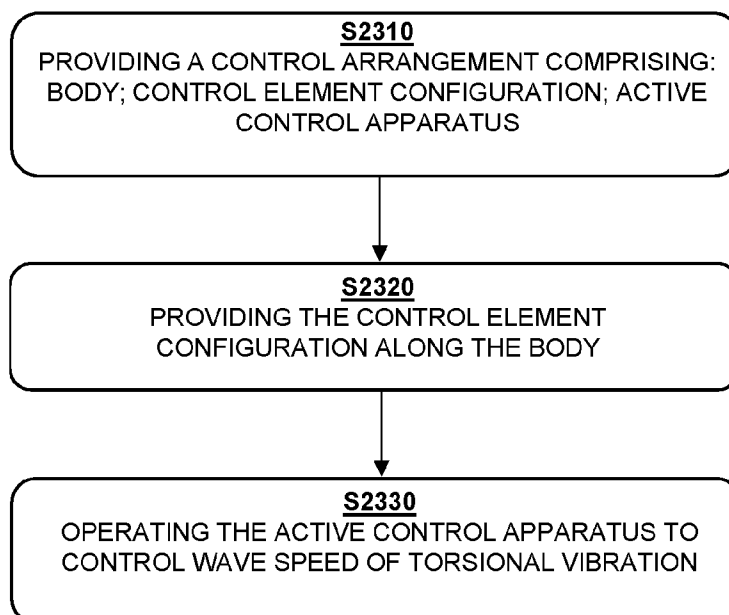 S2310
PROVIDING A CONTROL ARRANGEMENT COMPRISING:
BODY; CONTROL ELEMENT CONFIGURATION; ACTIVE
CONTROL APPARATUS
S2320
PROVIDING THE CONTROL ELEMENT
CONFIGURATION ALONG THE BODY
S2330
OPERATING THE ACTIVE CONTROL APPARATUS TO
CONTROL WAVE SPEED OF TORSIONAL VIBRATION